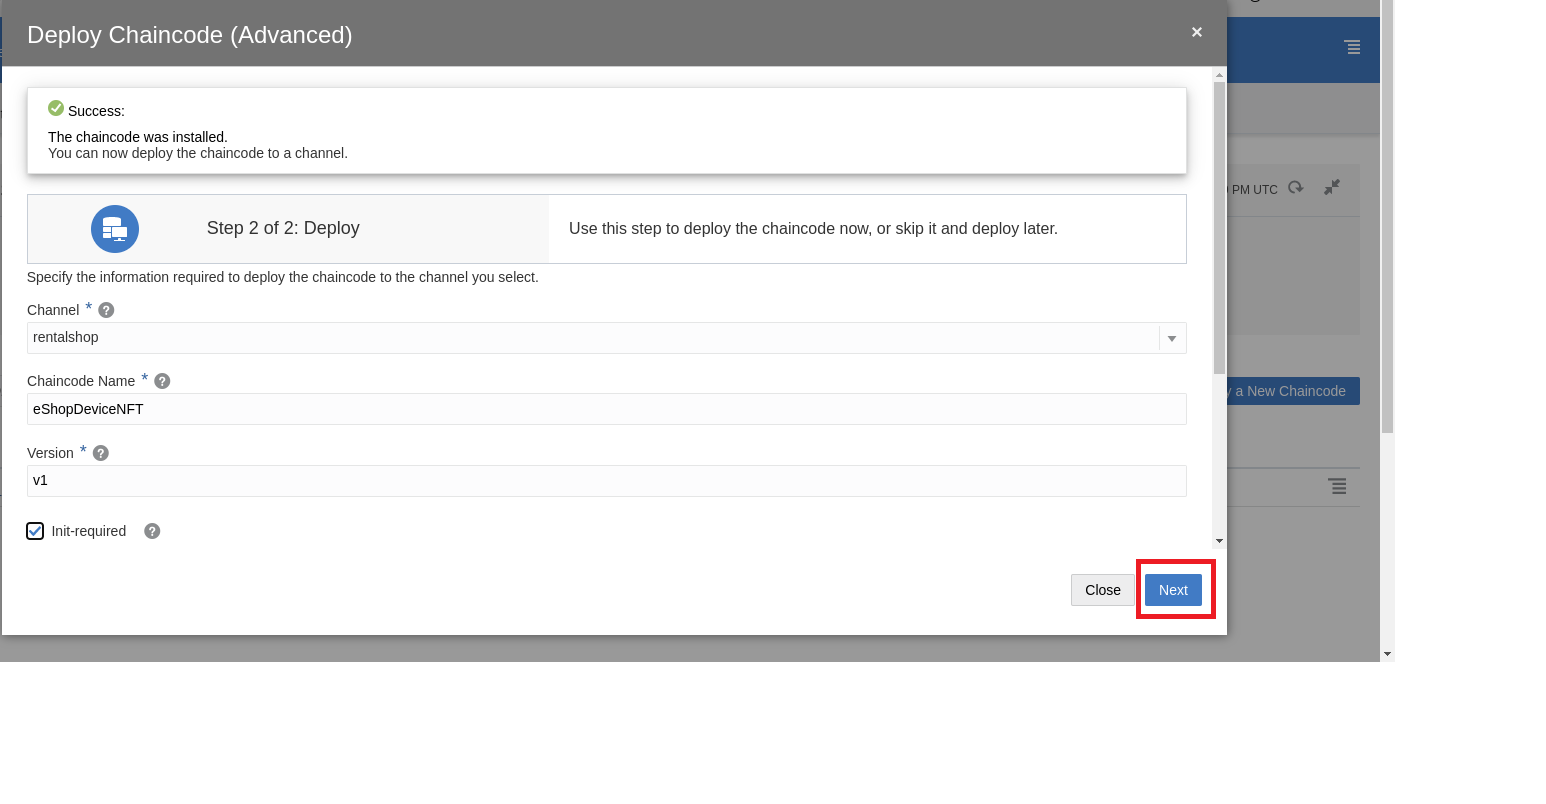 Deploy Chaincode (Advanced)
×
Success:
The chaincode was installed.
You can now deploy the chaincode to a channel.
Step 2 of 2: Deploy
Use this step to deploy the chaincode now, or skip it and deploy later.
PM UTC
Specify the information required to deploy the chaincode to the channel you select.
Channel * ?
rentalshop
Chaincode Name * ?
a New Chaincode
eShopDeviceNFT
Version * ?
v1
Init-required ?
Close
Next